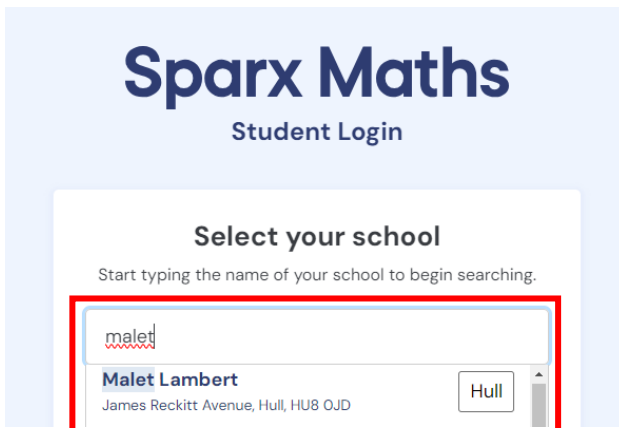 Sparx Maths
Student Login
Select your school
Start typing the name of your school to begin searching.
malet
Malet Lambert
Hull
James Reckitt Avenue, Hull, HU8 0JD